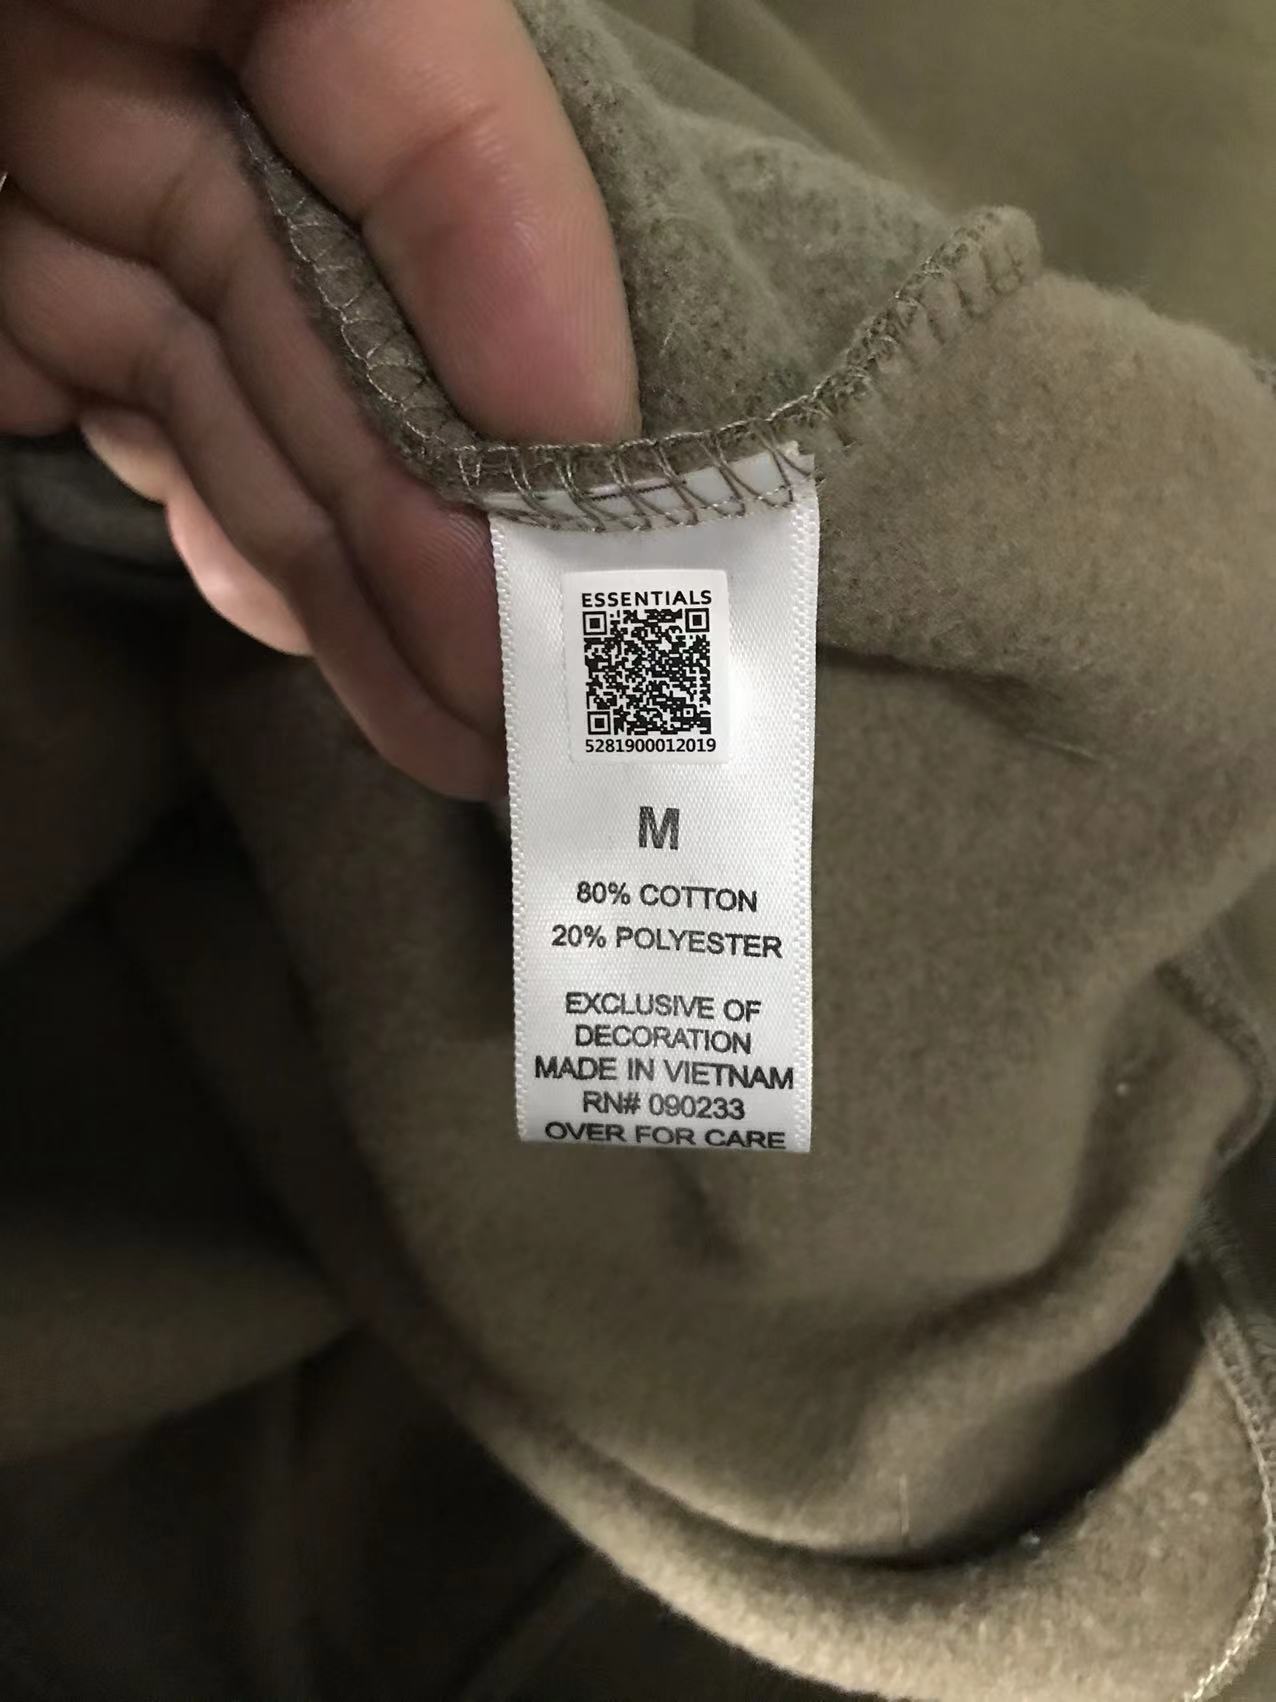 ESSENTIALS
5281900012019
M
80% COTTON
20% POLYESTER
EXCLUSIVE OF
DECORATION
MADE IN VIETNAM
RN# 090233
OVER FOR CARE